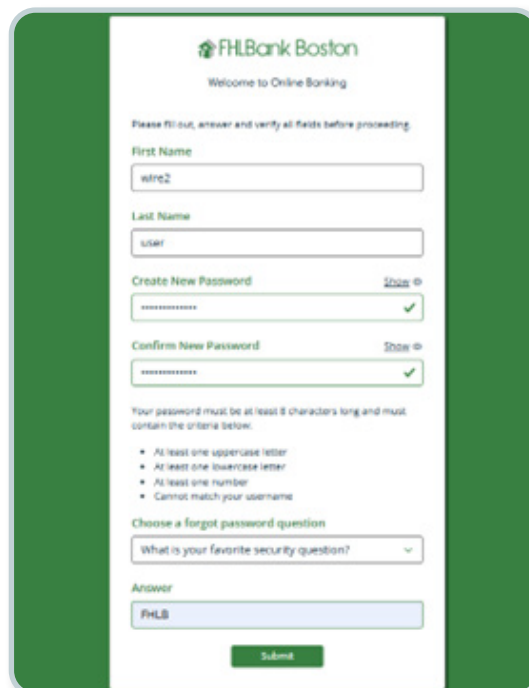 FHLBank Boston
Welcome to Online Banking
Please fill out, answer and verify all fields before proceeding.
First Name
wire2
Last Name
user
Create New Password Show
••••••••••••••
Confirm New Password Show
••••••••••••••
Your password must be at least 8 characters long and must
contain the criteria below.
• At least one uppercase letter
• At least one lowercase letter
• At least one number
• Cannot match your username
Choose a forgot password question
What is your favorite security question?
Answer
FHLB
Submit